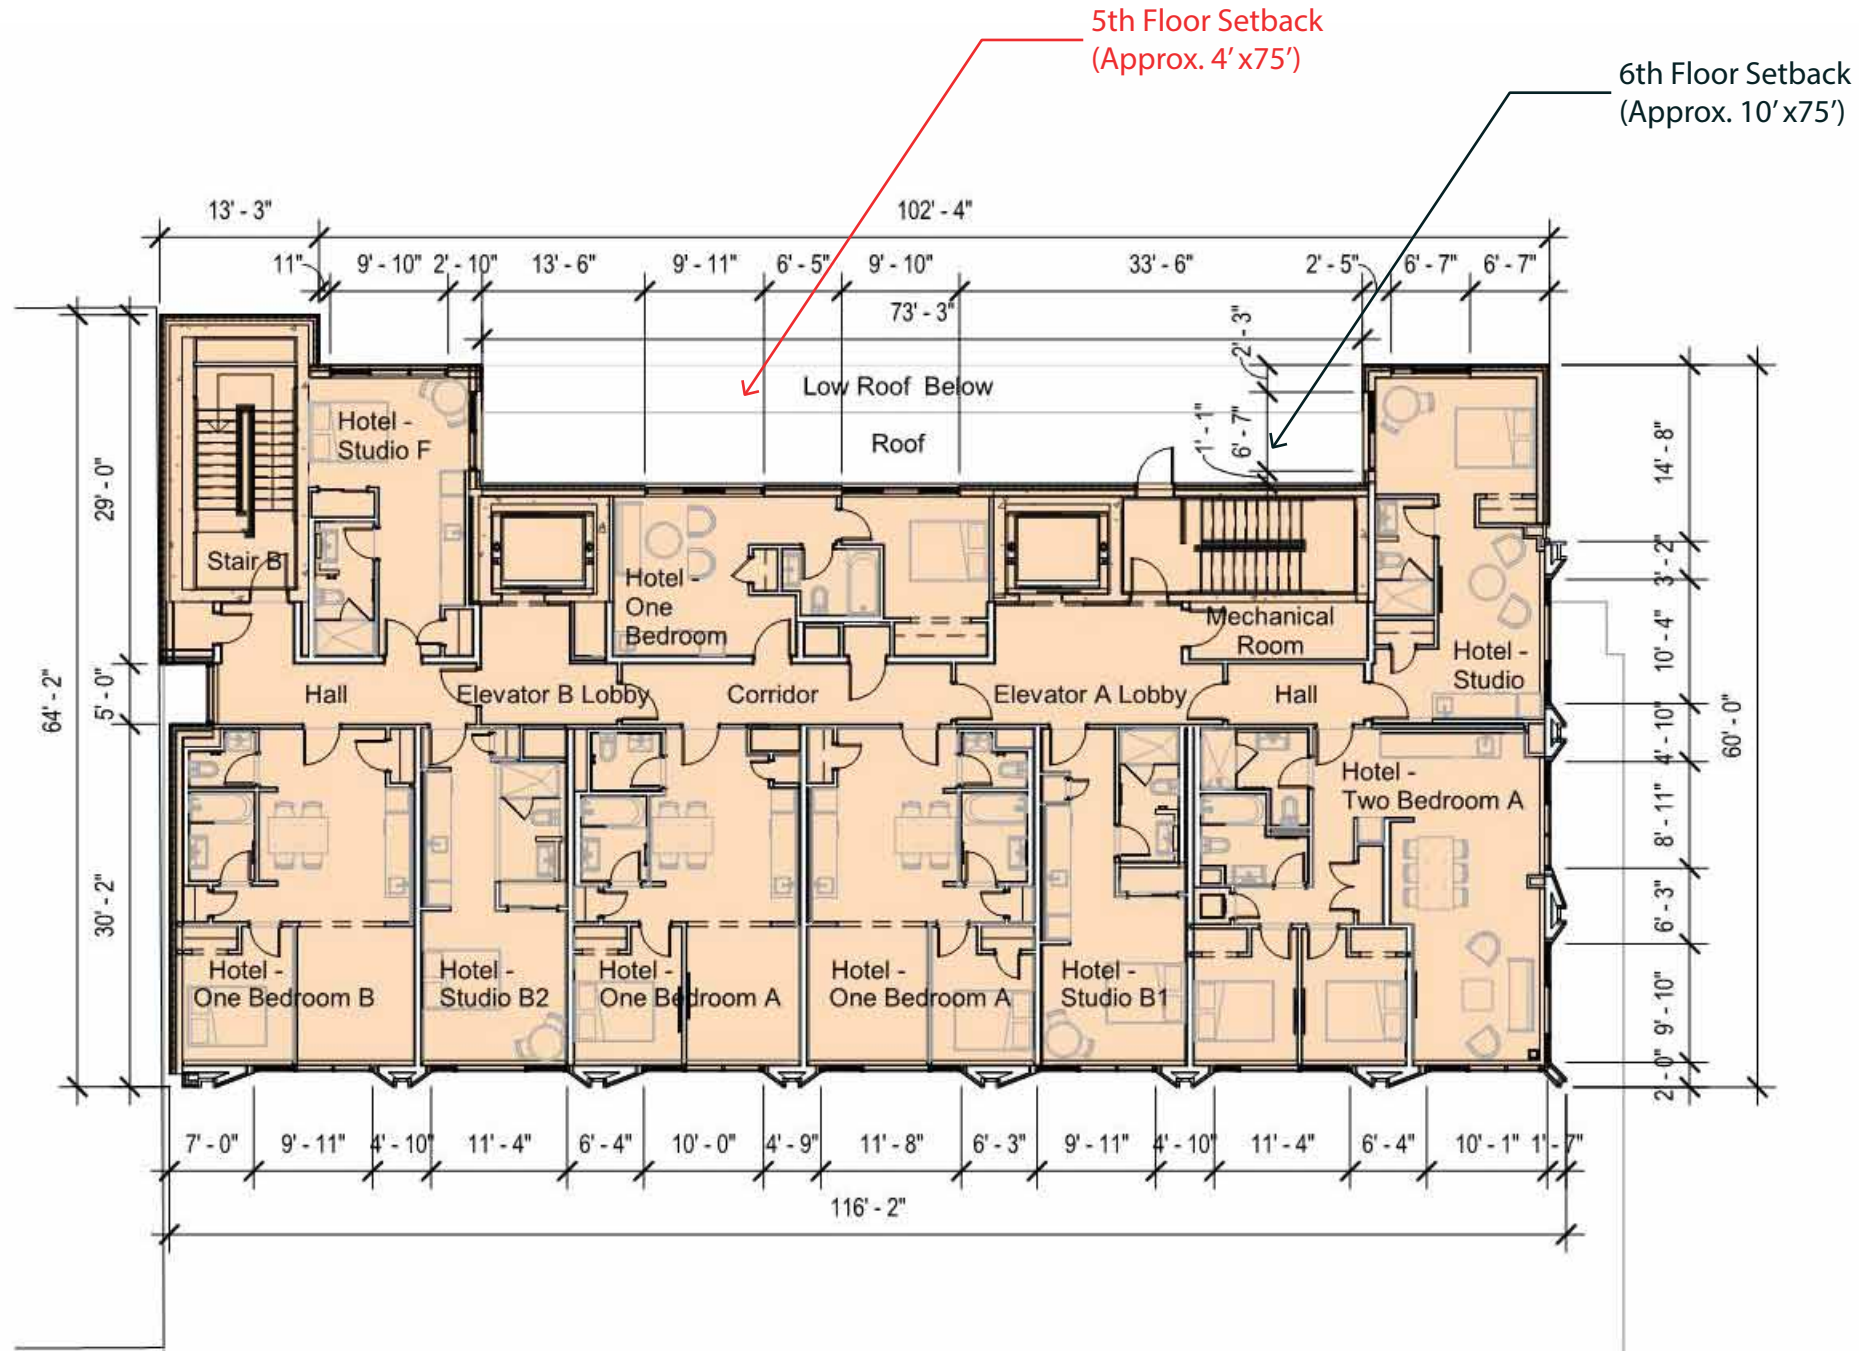 5th Floor Setback
(Approx. 4’ x75’)
6th Floor Setback
(Approx. 10’ x75’)
13' - 3"
102' - 4"
11"
9' - 10"
2' - 10"
13' - 6"
9' - 11"
6' - 5"
9' - 10"
33' - 6"
2' - 5"
6' - 7"
6' - 7"
73' - 3"
2' - 3"
Low Roof Below
Roof
1' - 1"
6' - 7"
Hotel -
Studio F
14' - 8"
29' - 0"
Stair B
Hotel -
One
Bedroom
3' - 2"
Mechanical
Room
10' - 4"
Hotel -
Studio
64' - 2"
5' - 0"
Hall
Elevator B Lobby
Corridor
Elevator A Lobby
Hall
4' - 10"
60' - 0"
Hotel -
Two Bedroom A
8' - 11"
30' - 2"
6' - 3"
Hotel -
One Bedroom B
Hotel -
Studio B2
Hotel -
One Bedroom A
Hotel -
One Bedroom A
Hotel -
Studio B1
9' - 10"
2' - 0"
7' - 0"
9' - 11"
4' - 10"
11' - 4"
6' - 4"
10' - 0"
4' - 9"
11' - 8"
6' - 3"
9' - 11"
4' - 10"
11' - 4"
6' - 4"
10' - 1"
1' - 7"
116' - 2"